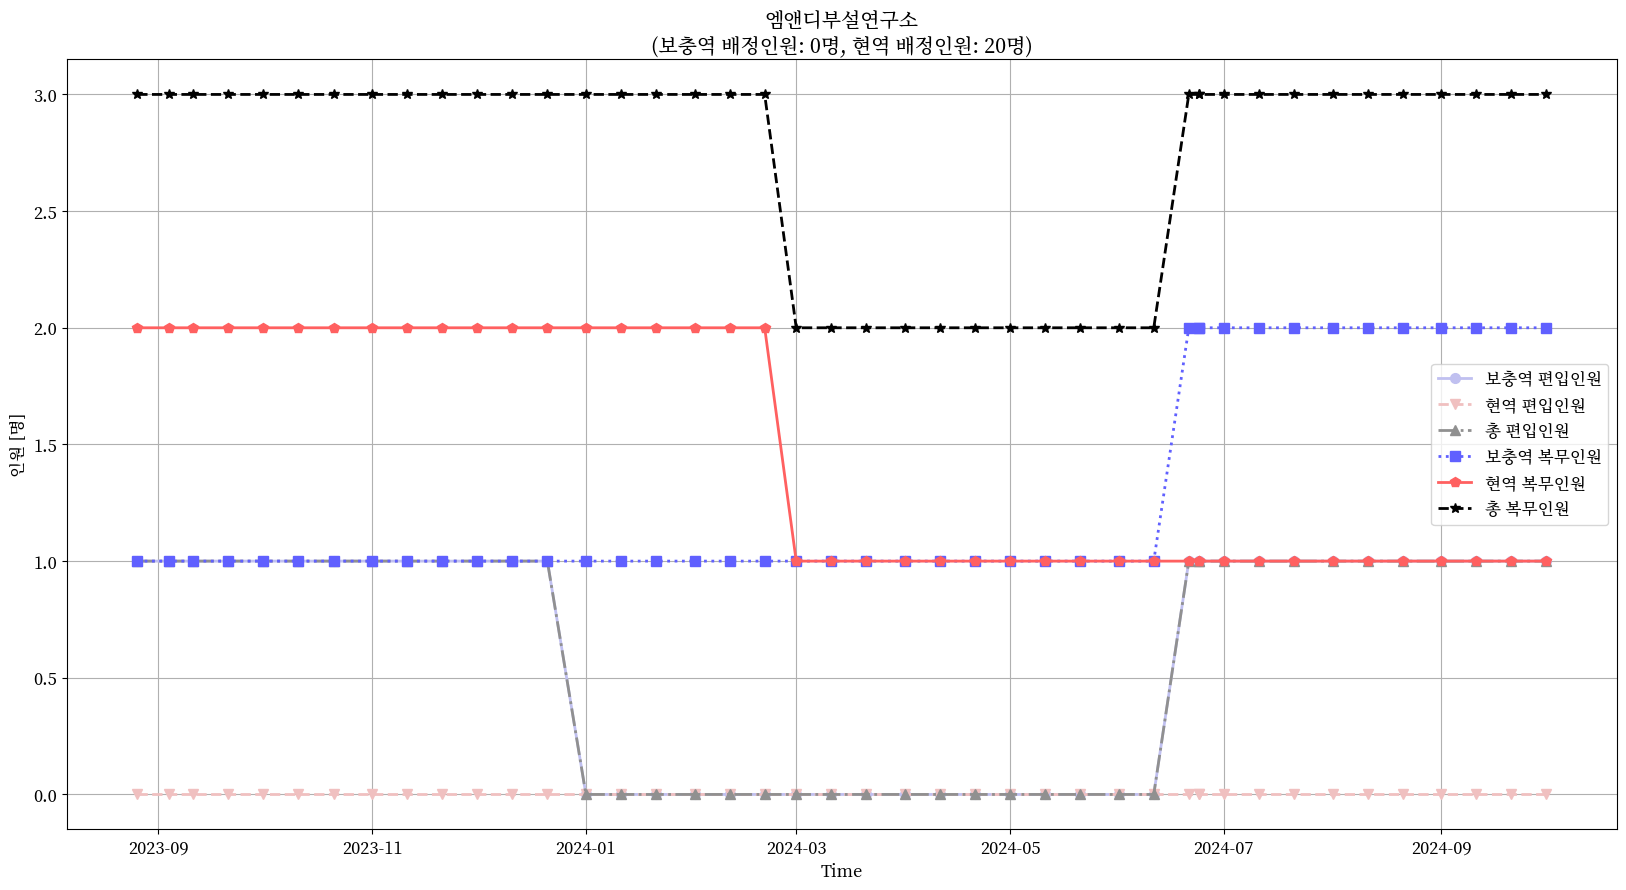 엠앤디부설연구소
(보충역 배정인원: 0명, 현역 배정인원: 20명)
3.0
2.5
2.0
1.5
1.0
0.5
0.0
인원 [명]
보충역 편입인원
현역 편입인원
총 편입인원
보충역 복무인원
현역 복무인원
총 복무인원
2023-09
2023-11
2024-01
2024-03
2024-05
2024-07
2024-09
Time